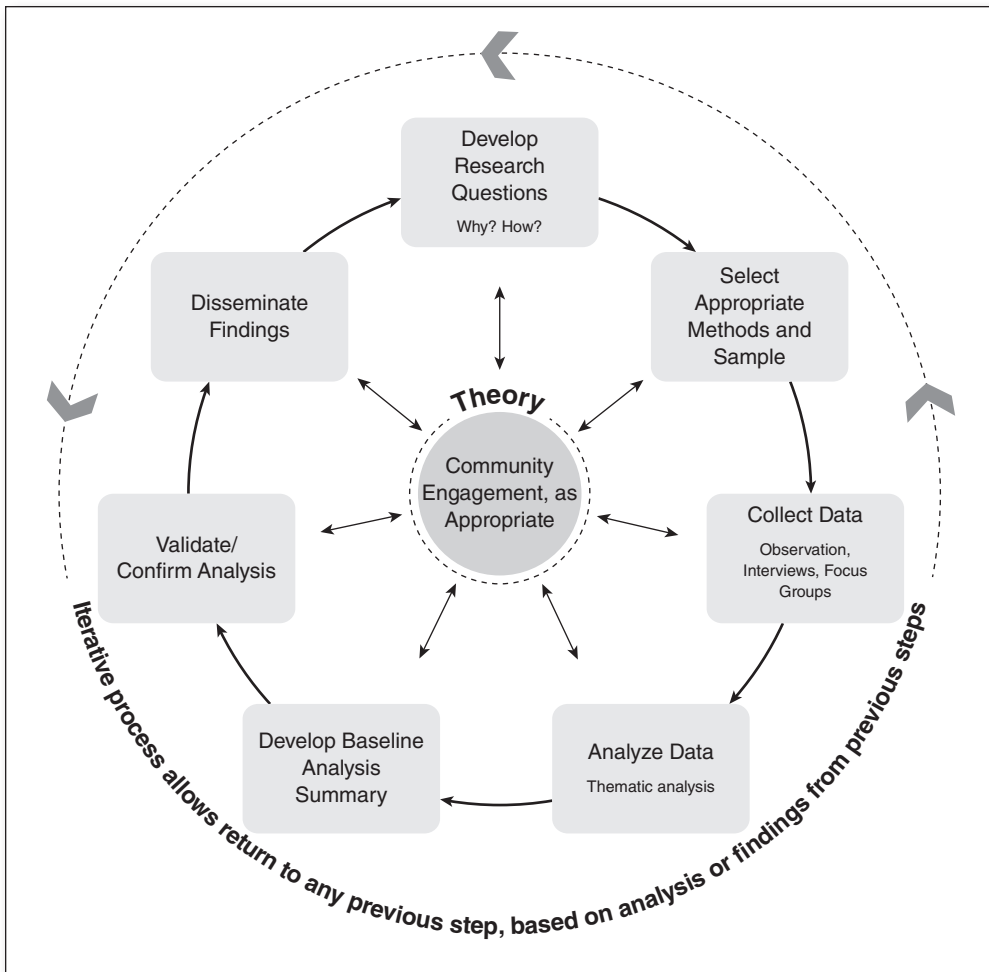 Develop
Research
Questions
Why? How?
Select
Appropriate
Methods and
Sample
Collect Data
Observation,
Interviews, Focus
Groups
Analyze Data
Thematic analysis
Develop Baseline
Analysis
Summary
Validate/
Confirm Analysis
Disseminate
Findings
Theory
Community
Engagement, as
Appropriate
Iterative process allows return to any previous step, based on analysis or findings from previous steps